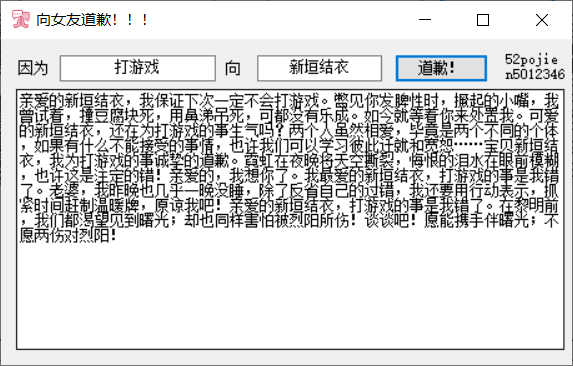 向女友道歉！！！
因为 打游戏 向 新垣结衣 道歉！ 52pojie
n5012346
亲爱的新垣结衣，我保证下次一定不会打游戏。瞥见你发脾性时，撅起的小嘴，我
曾试着，撞豆腐块死，用鼻涕吊死，可都没有乐成。如今就等着你来处置我。可爱
的新垣结衣，还在为打游戏的事生气吗？两个人虽然相爱，毕竟是两个不同的个体
，如果有什么不能接受的事情，也许我们可以学习彼此迁就和宽恕……宝贝新垣结
衣，我为打游戏的事诚挚的道歉。霓虹在夜晚将天空撕裂，悔恨的泪水在眼前模糊
，也许这是注定的错！亲爱的，我想你了。我最爱的新垣结衣，打游戏的事是我错
了。老婆，我昨晚也几乎一晚没睡，除了反省自己的过错，我还要用行动表示，抓
紧时间赶制温暖牌，原谅我吧！亲爱的新垣结衣，打游戏的事是我错了。在黎明前
，我们都渴望见到曙光；却也同样害怕被烈阳所伤！谈谈吧！愿能携手伴曙光；不
愿两伤对烈阳！